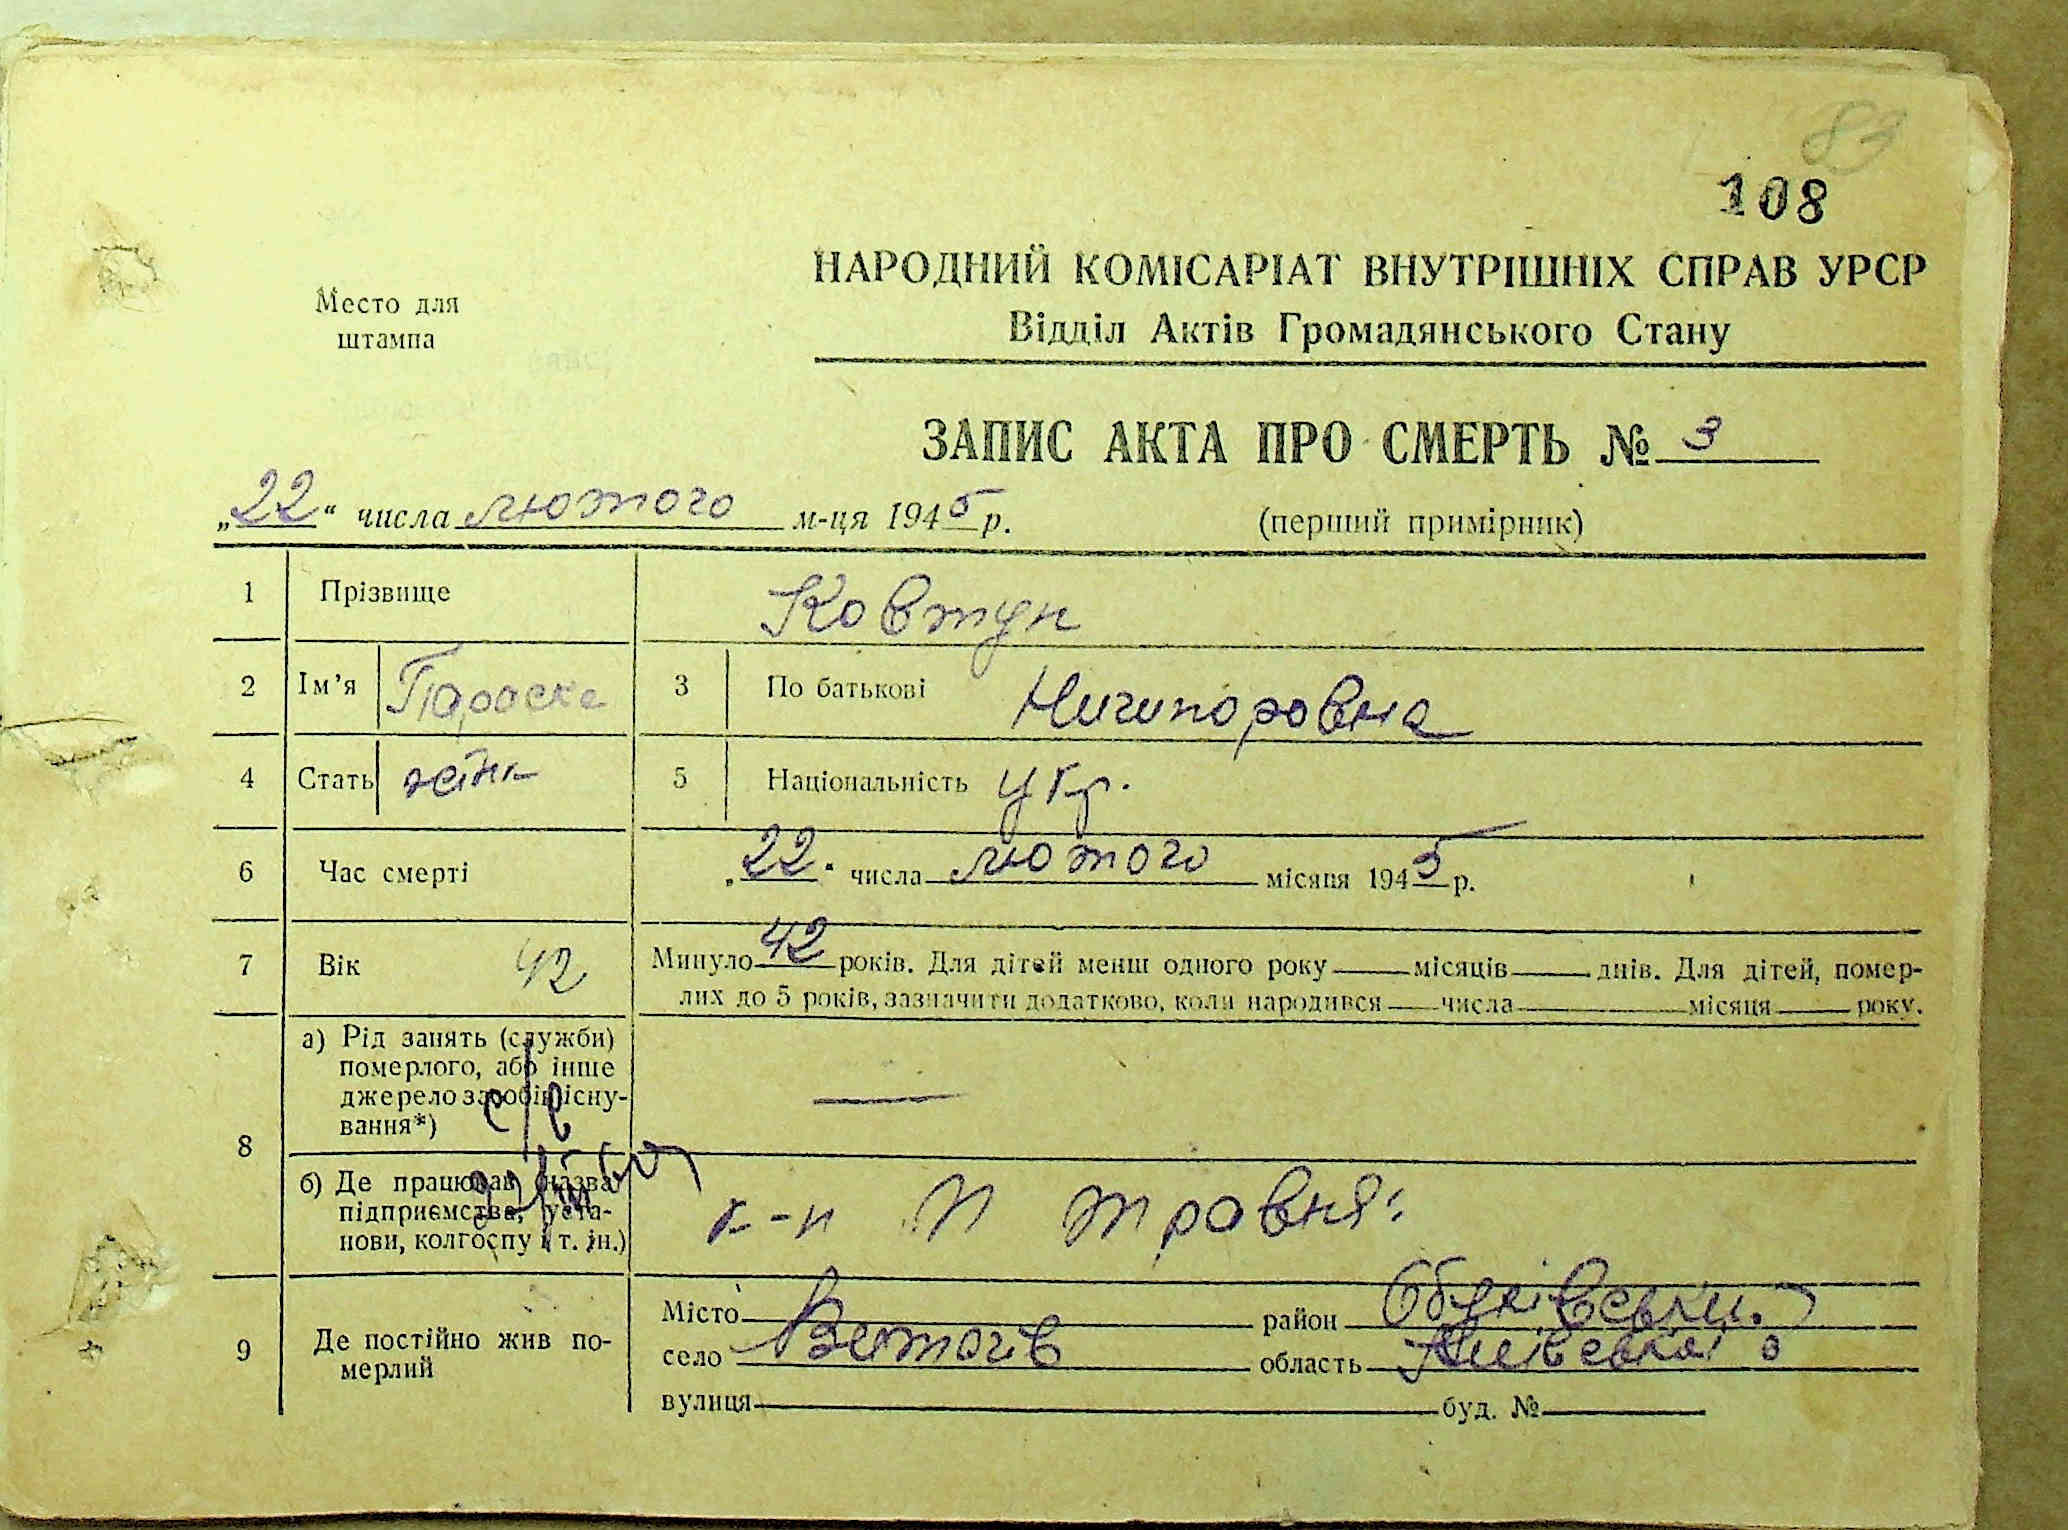 83
108
Место для
штампа
НАРОДНИЙ КОМІСАРІАТ ВНУТРІШНІХ СПРАВ УРСР
Відділ Актів Громадянського Стану
ЗАПИС АКТА ПРО СМЕРТЬ № 3
„22“ числа лютого м-ця 1945 р.
(перший примірник)
1 Прізвище Ковтун
2 Ім’я Параска 3 По батькові Ничипоровна
4 Стать жін 5 Національність укр.
6 Час смерті „22“ числа лютого місяця 1945 р.
7 Вік 42 Минуло 42 років. Для дітей менш одного року місяців днів. Для дітей, помер-
лих до 5 років, зазначити додатково, коли народився числа місяця року.
8 а) Рід занять (служби)
померлого, або інше
джерело засобів існу-
вання*)
—
б) Де працював (назва
підприємства, уста-
нови, колгоспу і т. ін.)
травня
9 Де постійно жив по-
мерлий
Місто район Обухівськи.
село Витачів область Київської о
вулиця буд. №